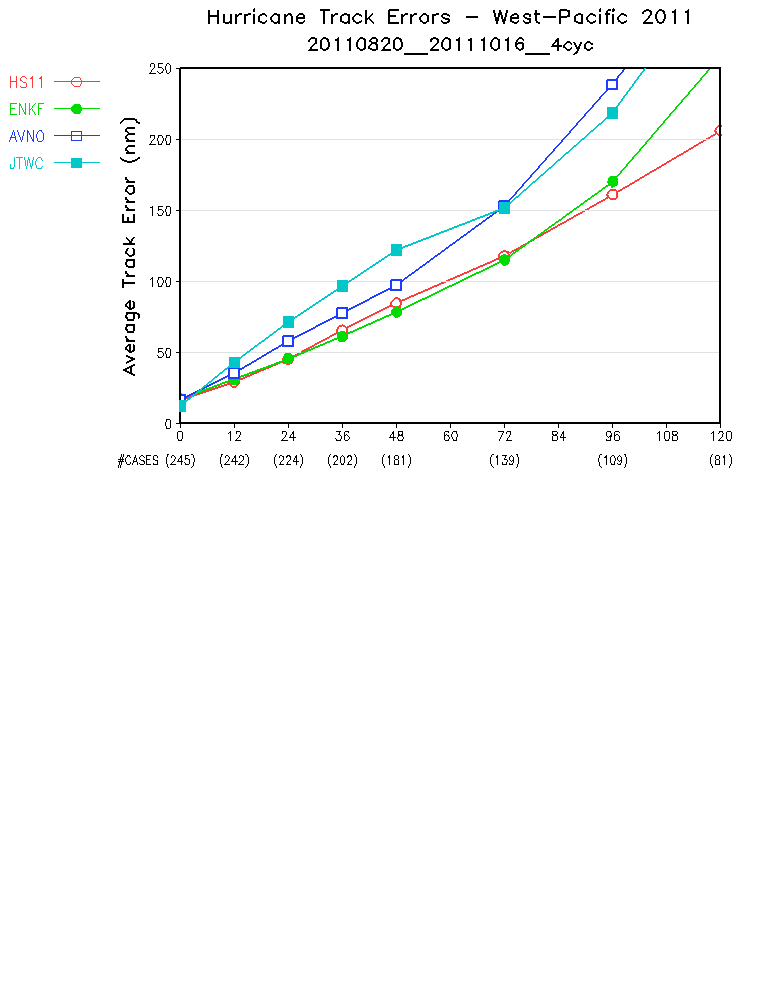 Hurricane Track Errors - West-Pacific 2011
20110820__20111016__4cyc
HS11
ENKF
AVNO
JTWC
Average Track Error (nm)
250
200
150
100
50
0
0 12 24 36 48 60 72 84 96 108 120
#CASES (245) (242) (224) (202) (181) (139) (109) (81)